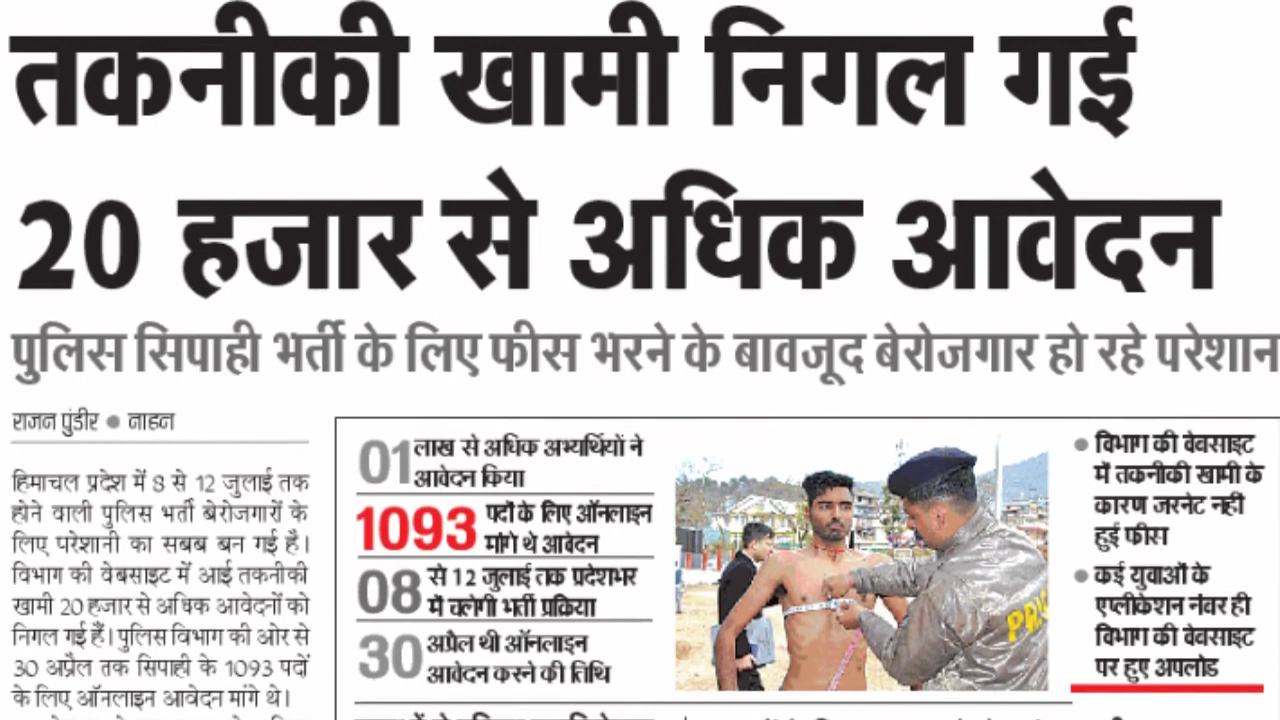 तकनीकी खामी निगल गई
20 हजार से अधिक आवेदन
पुलिस सिपाही भर्ती के लिए फीस भरने के बावजूद बेरोजगार हो रहे परेशान
राजन पुंडीर ● नाहन
हिमाचल प्रदेश में 8 से 12 जुलाई तक
होने वाली पुलिस भर्ती बेरोजगारों के
लिए परेशानी का सबब बन गई है।
विभाग की वेबसाइट में आई तकनीकी
खामी 20 हजार से अधिक आवेदनों को
निगल गई हैं। पुलिस विभाग की ओर से
30 अप्रैल तक सिपाही के 1093 पदों
के लिए ऑनलाइन आवेदन मांगे थे।
01 लाख से अधिक अभ्यर्थियों ने
आवेदन किया
1093 पदों के लिए ऑनलाइन
मांगे थे आवेदन
08 से 12 जुलाई तक प्रदेशभर
में चलेगी भर्ती प्रक्रिया
30 अप्रैल थी ऑनलाइन
आवेदन करने की तिथि
● विभाग की वेबसाइट
में तकनीकी खामी के
कारण जरनेट नहीं
हुई फीस
● कई युवाओं के
एप्लीकेशन नंबर ही
विभाग की वेबसाइट
पर हुए अपलोड